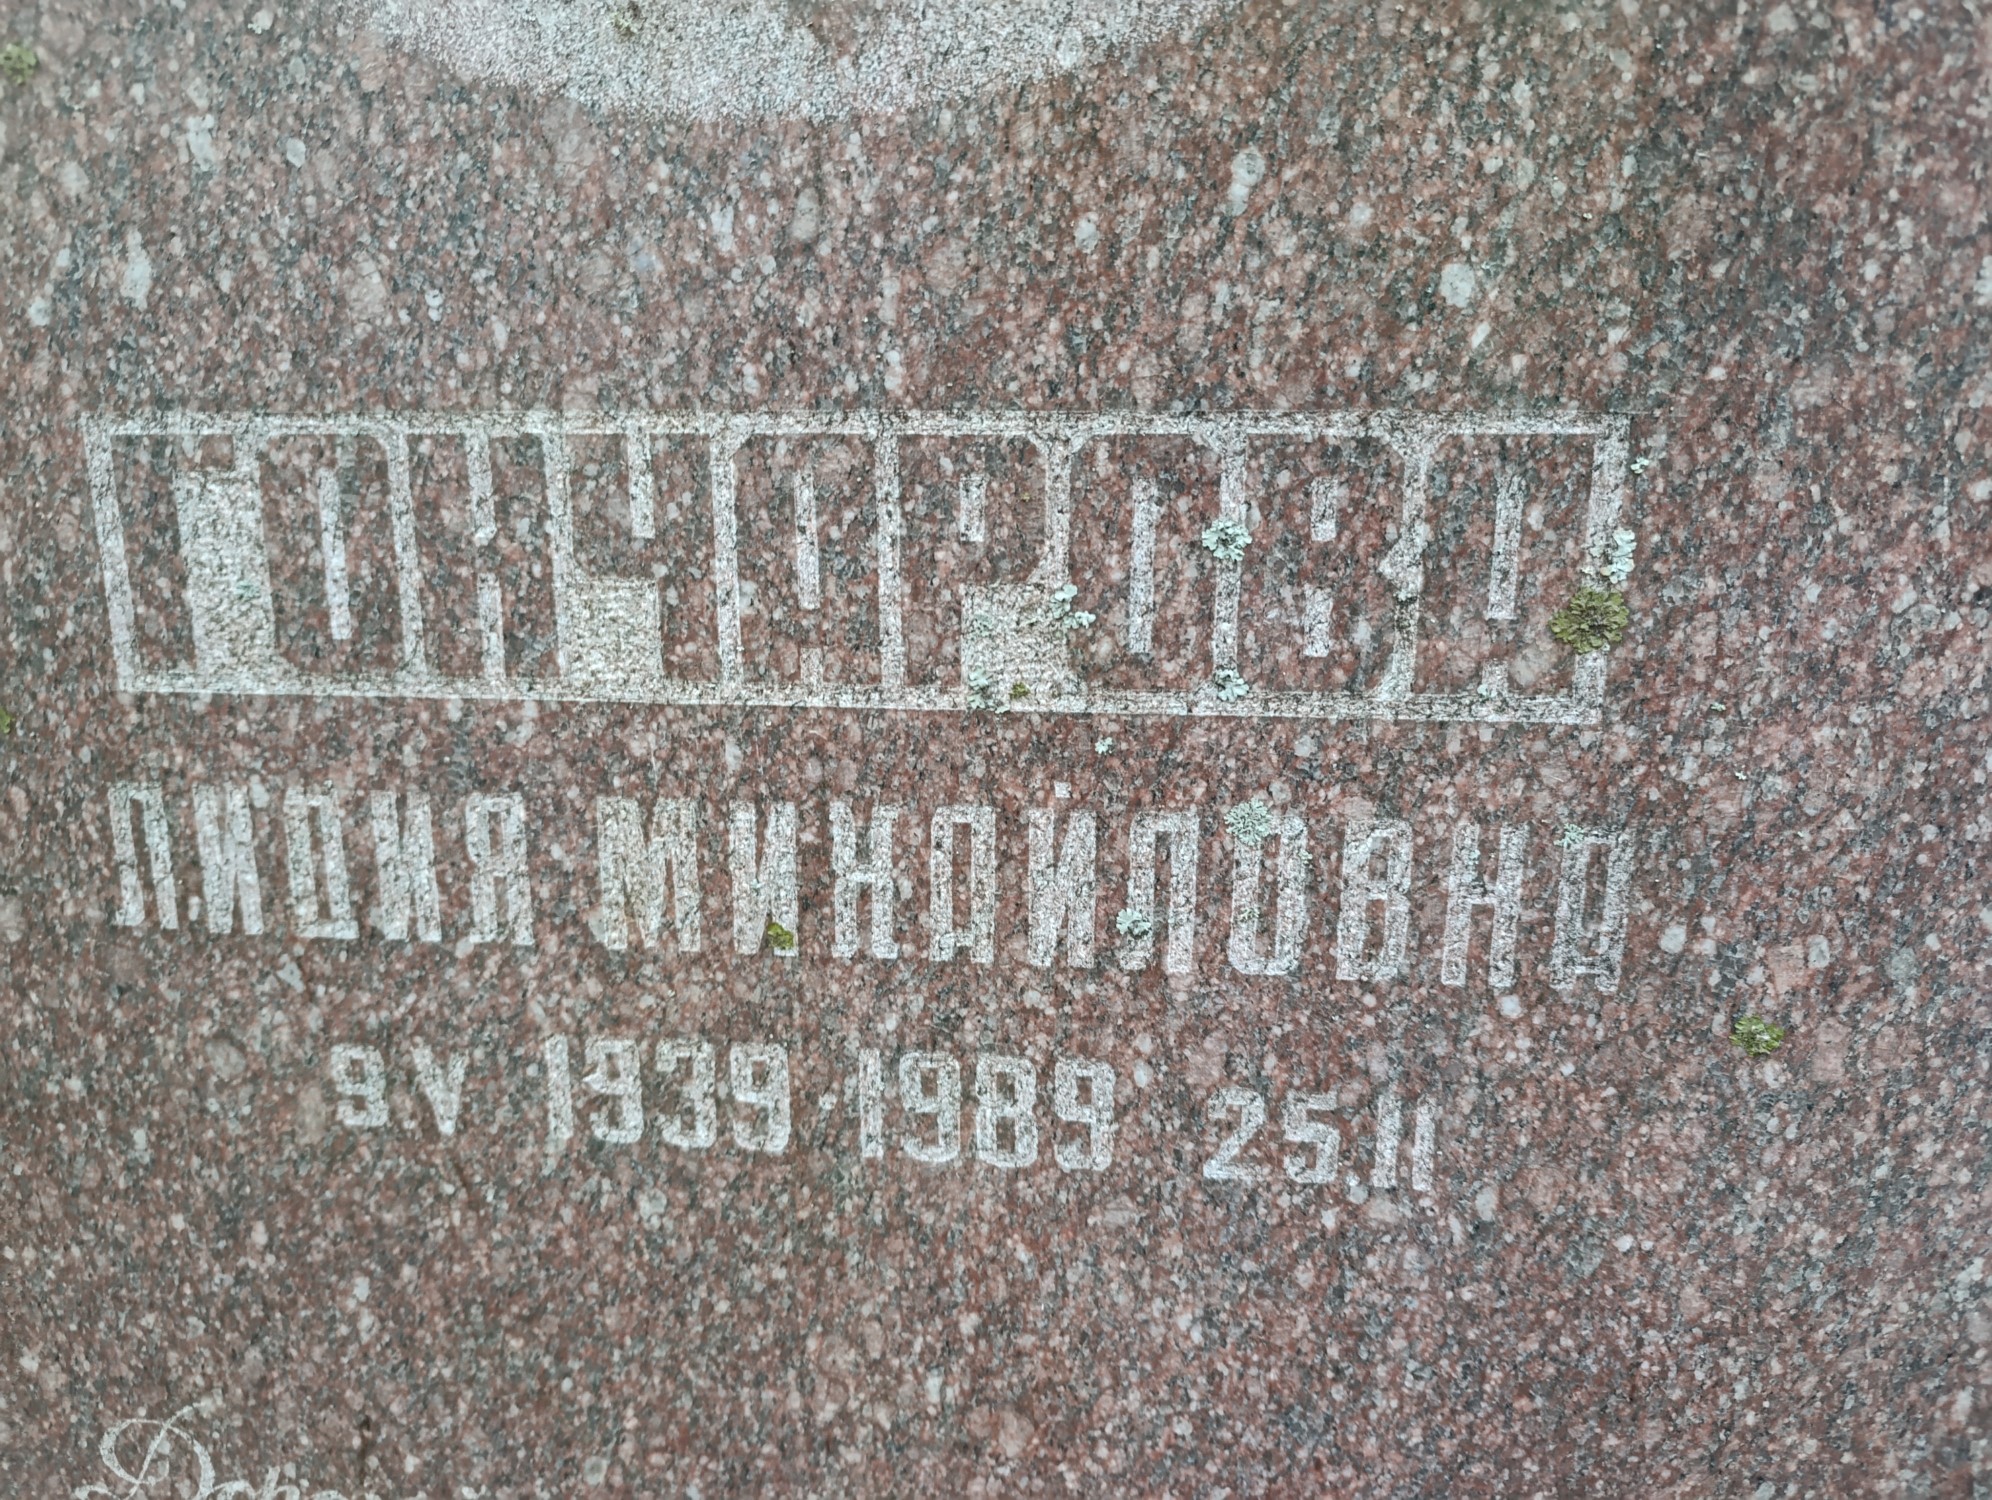 ГОНЧАРОВА
ЛИДИЯ МИХАЙЛОВНА
9.V 1939·1989 25.II